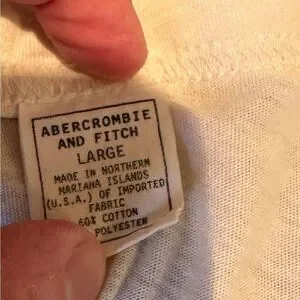 ABERCROMBIE
AND FITCH
LARGE
MADE IN NORTHERN
MARIANA ISLANDS
(U.S.A.) OF IMPORTED
FABRIC
60% COTTON
POLYESTER